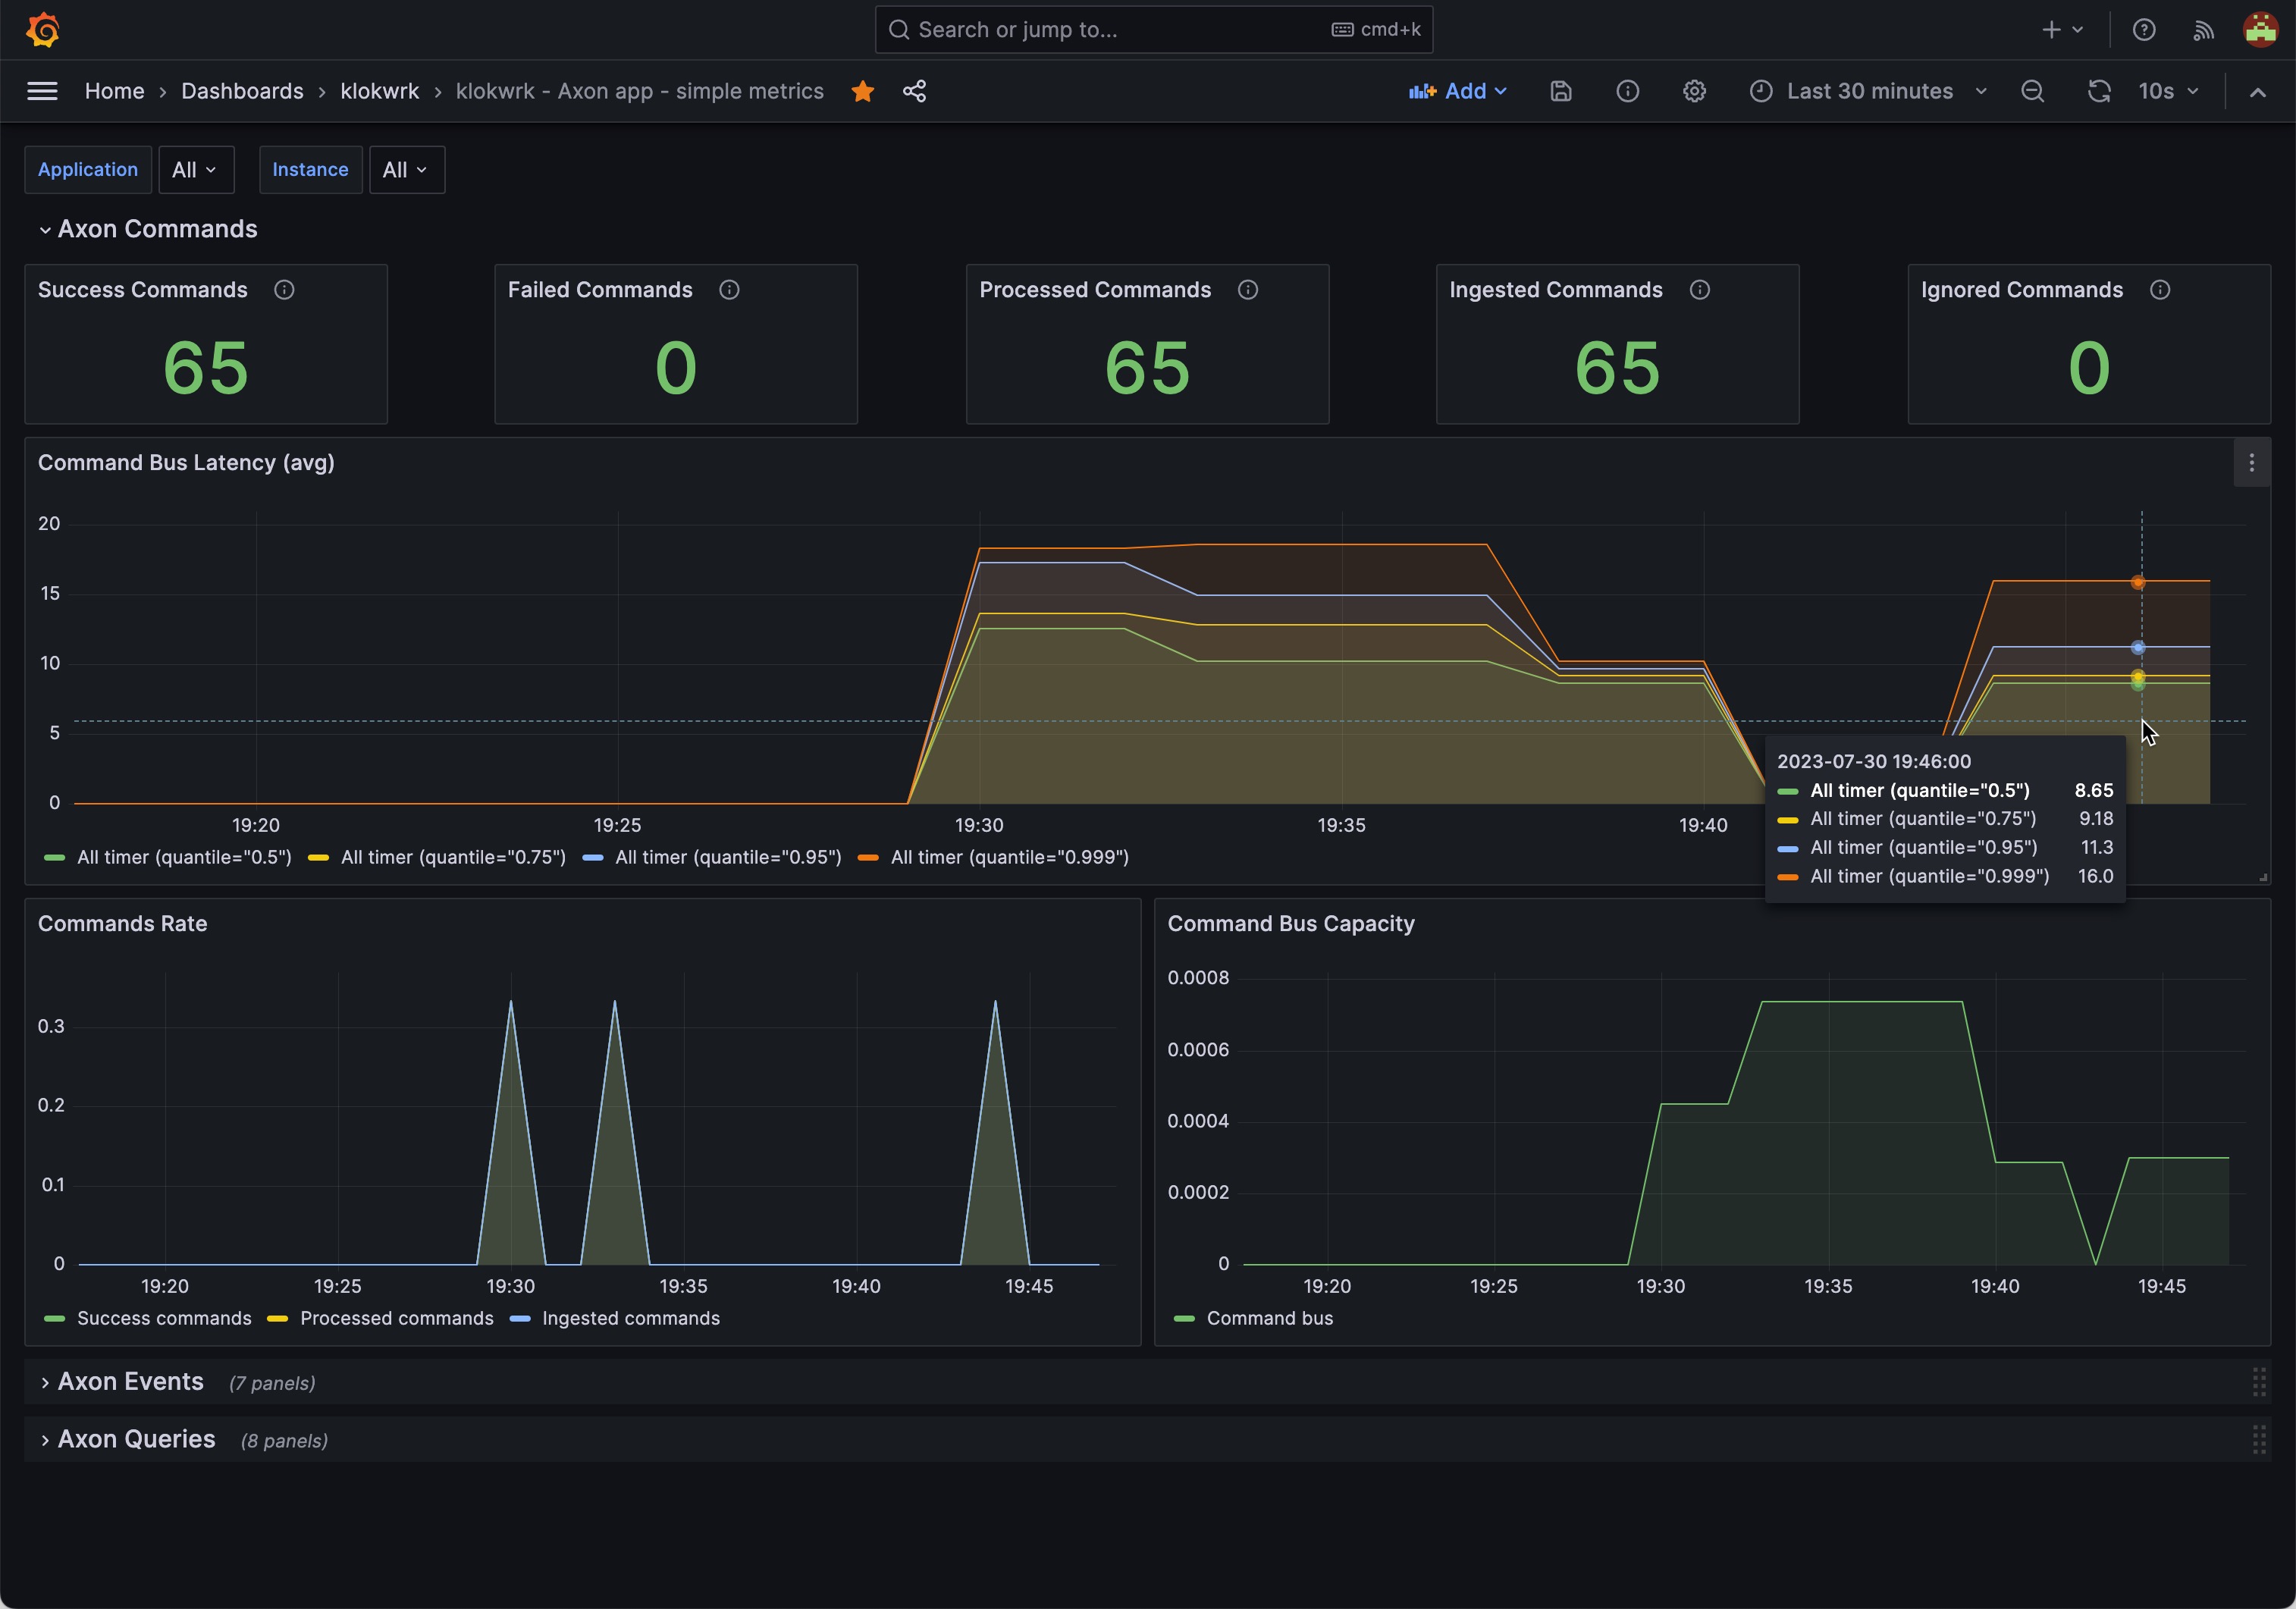 Search or jump to... cmd+k
Home › Dashboards › klokwrk › klokwrk - Axon app - simple metrics Add Last 30 minutes 10s
Application All Instance All
Axon Commands
Success Commands
65
Failed Commands
0
Processed Commands
65
Ingested Commands
65
Ignored Commands
0
Command Bus Latency (avg)
20
15
10
5
0
19:20 19:25 19:30 19:35 19:40
All timer (quantile="0.5") All timer (quantile="0.75") All timer (quantile="0.95") All timer (quantile="0.999")
2023-07-30 19:46:00
All timer (quantile="0.5") 8.65
All timer (quantile="0.75") 9.18
All timer (quantile="0.95") 11.3
All timer (quantile="0.999") 16.0
Commands Rate
0.3
0.2
0.1
0
19:20 19:25 19:30 19:35 19:40 19:45
Success commands Processed commands Ingested commands
Command Bus Capacity
0.0008
0.0006
0.0004
0.0002
0
19:20 19:25 19:30 19:35 19:40 19:45
Command bus
Axon Events (7 panels)
Axon Queries (8 panels)